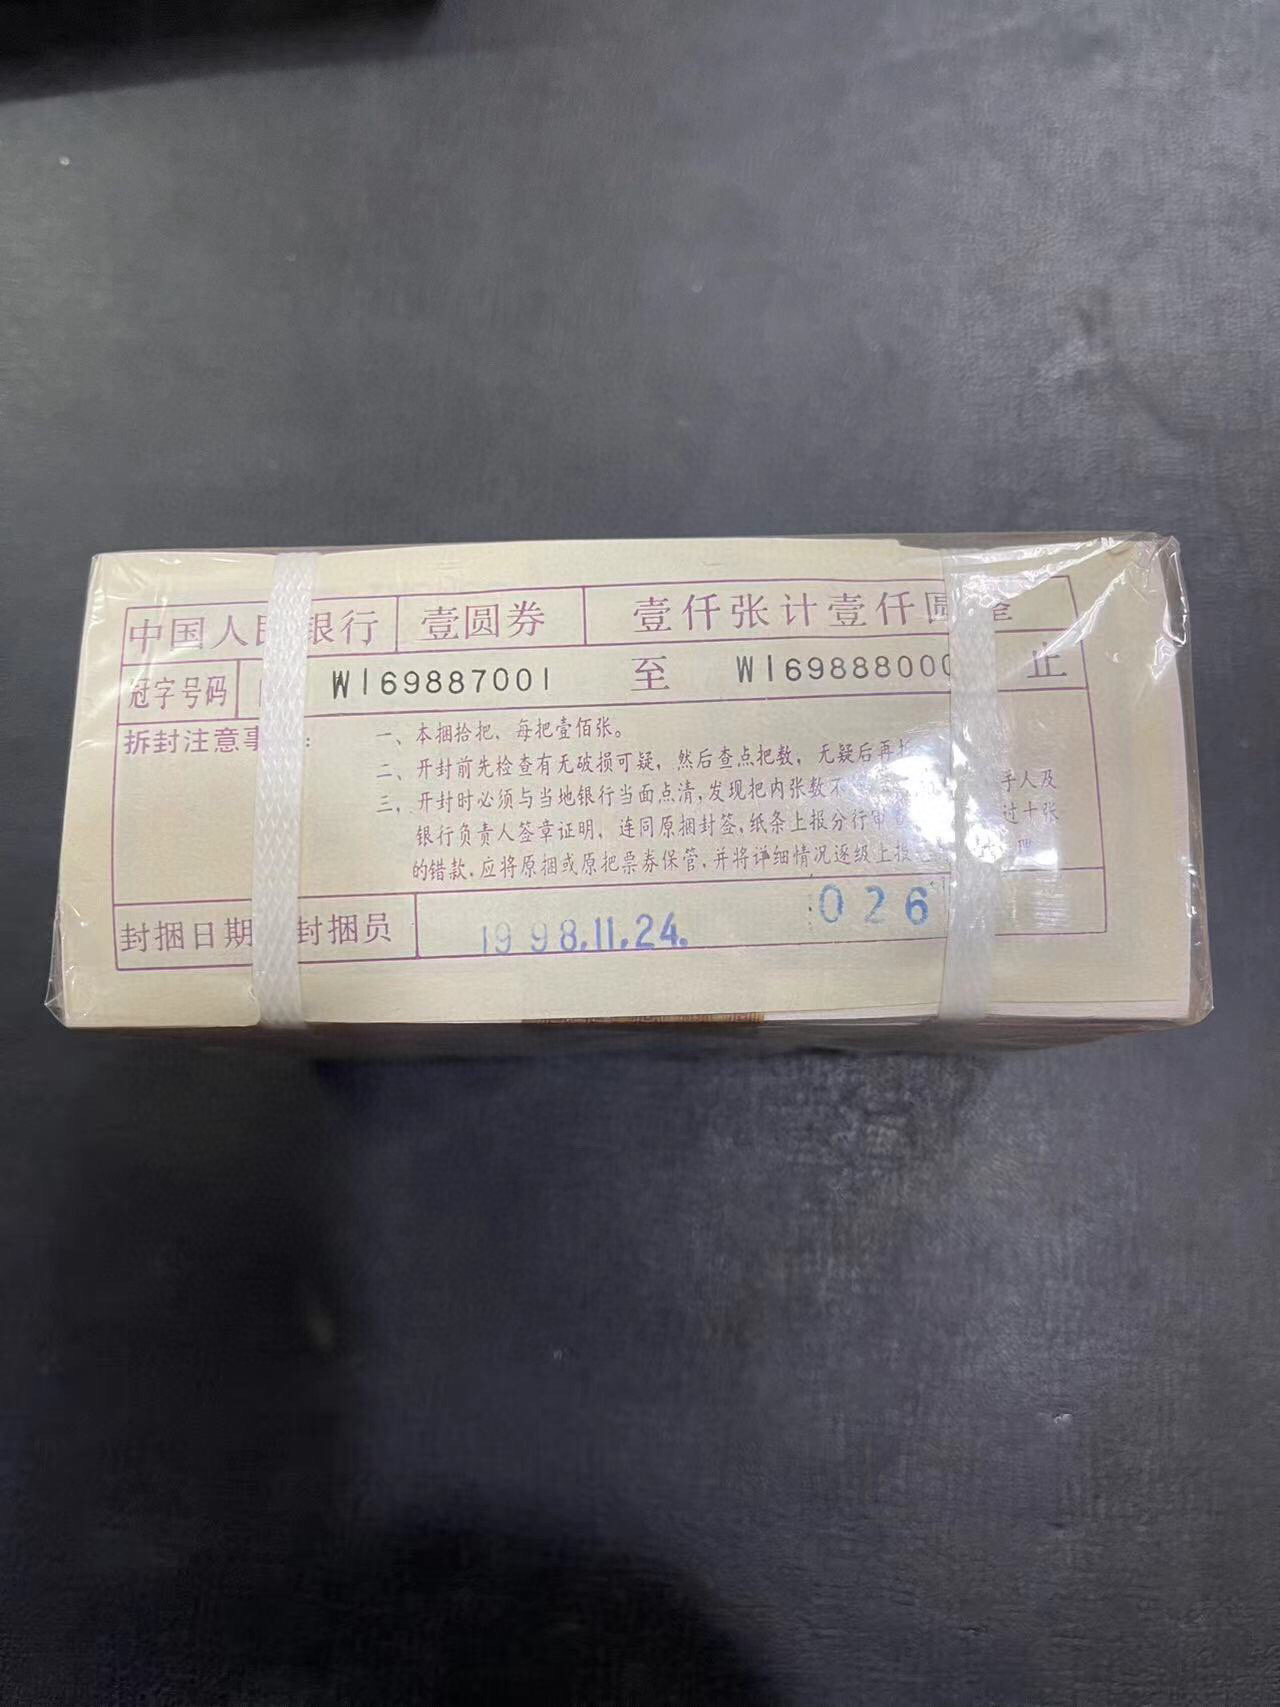 中国人民银行 壹圆券 壹仟张计壹仟圆
冠字号码 WI69887001 至 WI69888000 止
拆封注意事 :
一、本捆拾把，每把壹佰张。
二、开封前先检查有无破损可疑，然后查点把数，无疑后再
三、开封时必须与当地银行当面点清,发现把内张数不 手人及
银行负责人签章证明，连同原捆封签,纸条上报分行审查 过十张
的错款,应将原捆或原把票券保管,并将详细情况逐级上报 理
封捆日期 封捆员 1998.11.24. 026